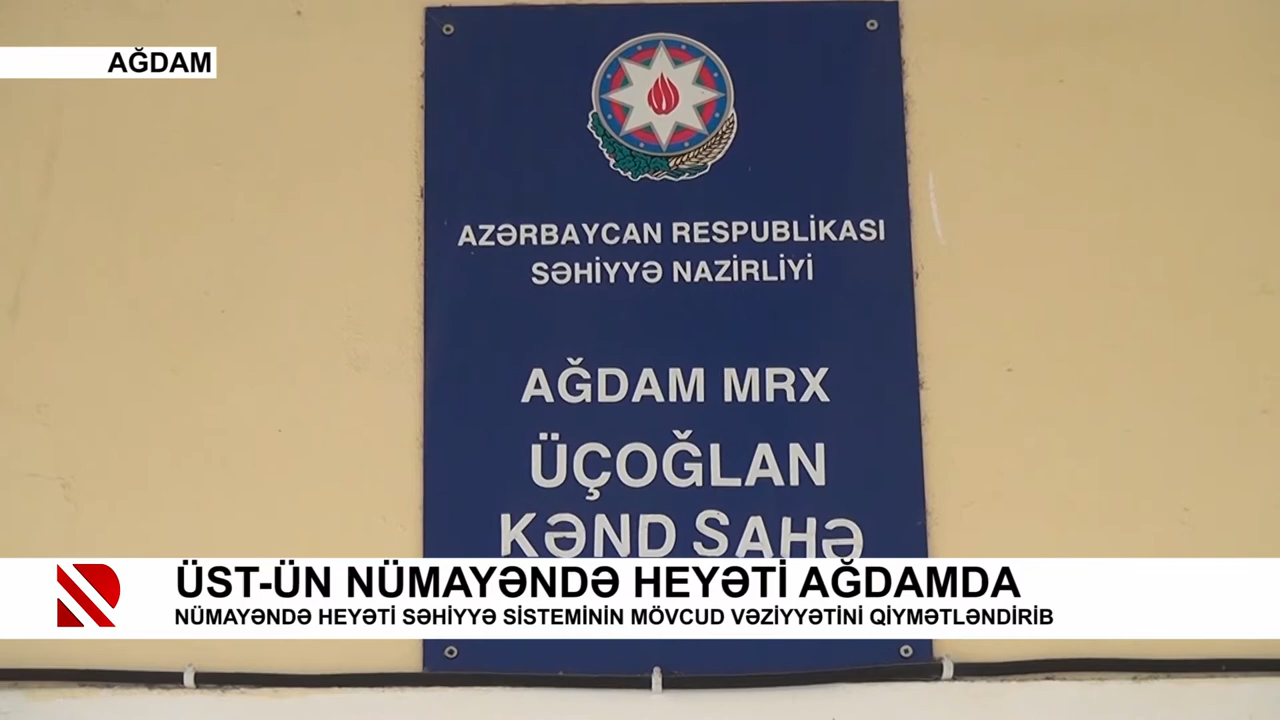 AĞDAM
AZƏRBAYCAN RESPUBLİKASI
SƏHİYYƏ NAZİRLİYİ
AĞDAM MRX
ÜÇOĞLAN
KƏND SAHƏ
ÜST-ÜN NÜMAYƏNDƏ HEYƏTİ AĞDAMDA
NÜMAYƏNDƏ HEYƏTİ SƏHİYYƏ SİSTEMİNİN MÖVCUD VƏZİYYƏTİNİ QİYMƏTLƏNDİRİB